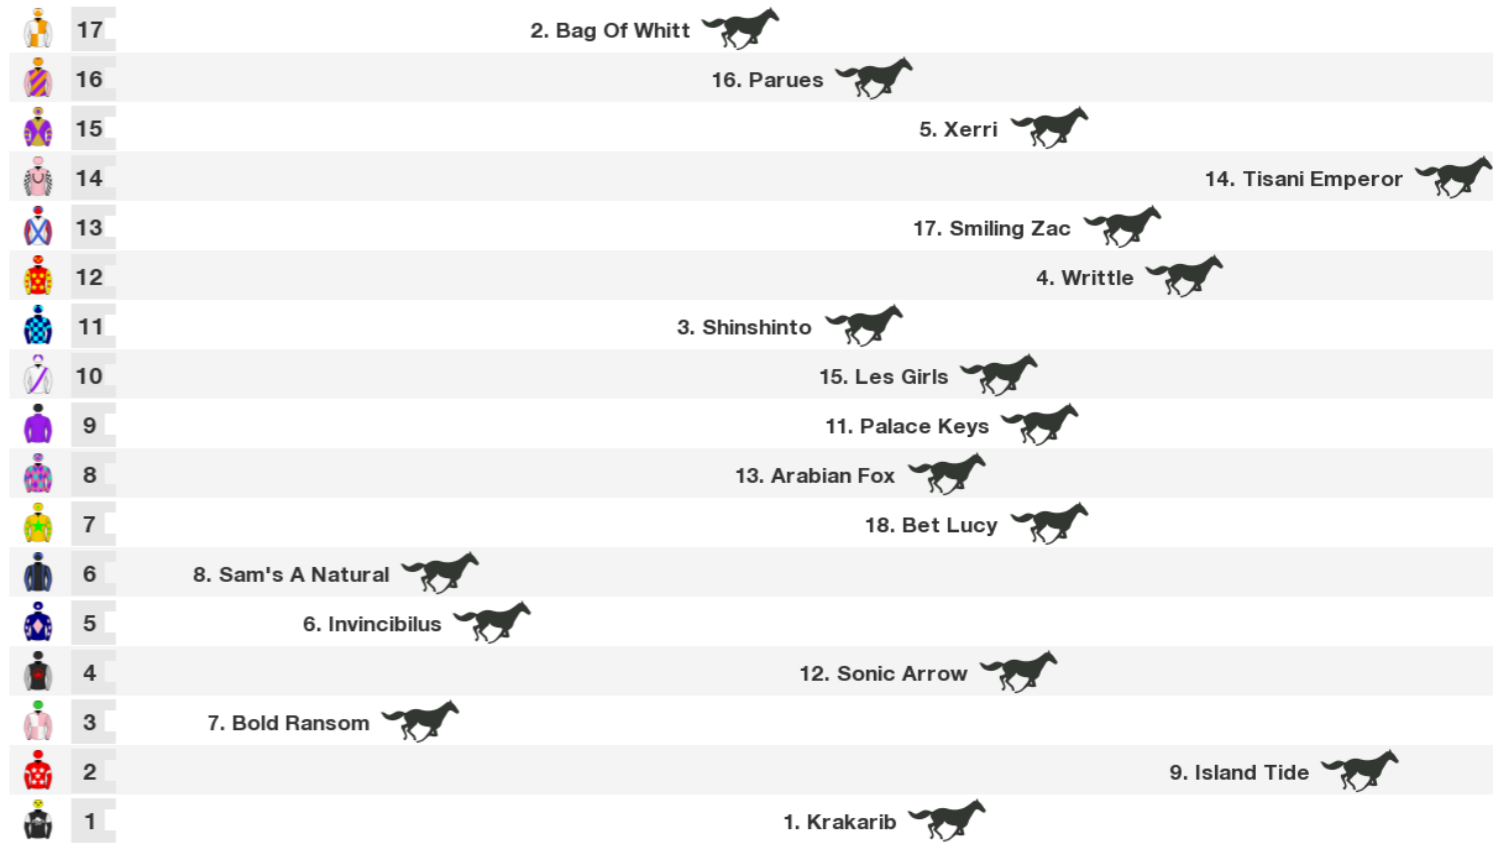 17 2. Bag Of Whitt
16 16. Parues
15 5. Xerri
14 14. Tisani Emperor
13 17. Smiling Zac
12 4. Writtle
11 3. Shinshinto
10 15. Les Girls
9 11. Palace Keys
8 13. Arabian Fox
7 18. Bet Lucy
6 8. Sam's A Natural
5 6. Invincibilus
4 12. Sonic Arrow
3 7. Bold Ransom
2 9. Island Tide
1 1. Krakarib